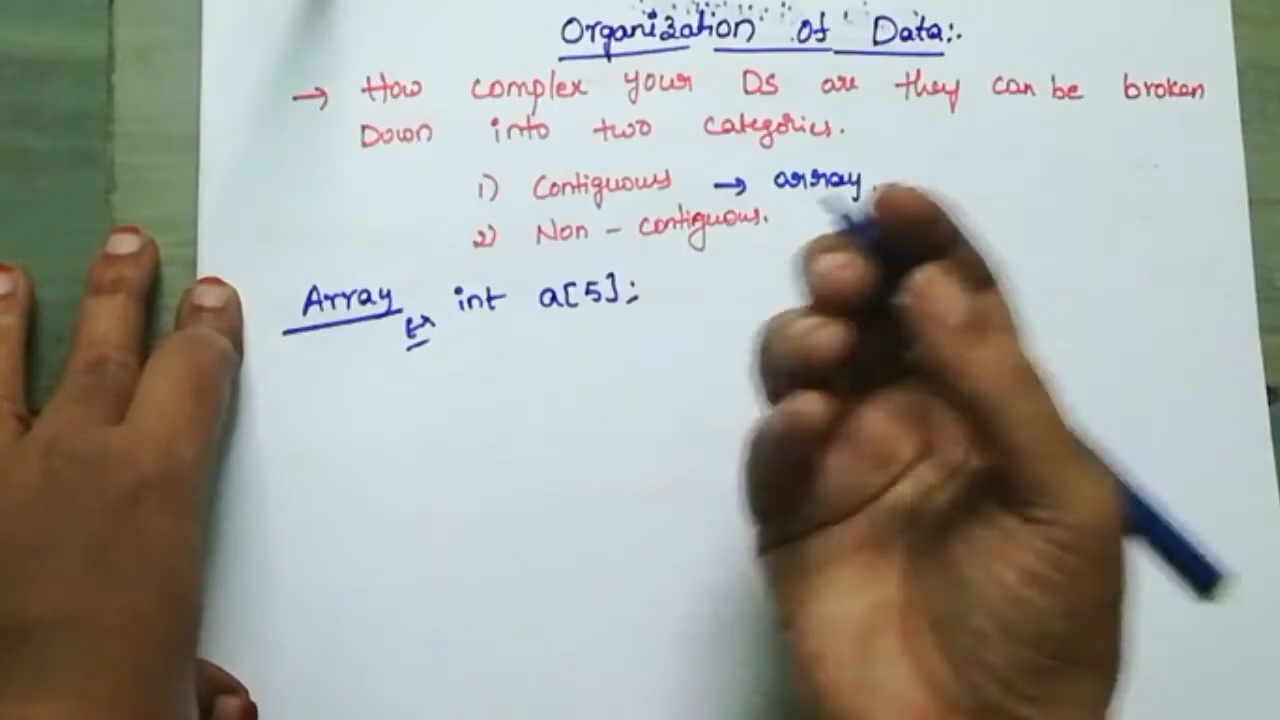 Organization of Data:.
→ How complex your DS are they can be broken
Down into two categories.
1) Contiguous → array.
2) Non - contiguous.
Array int a[5];